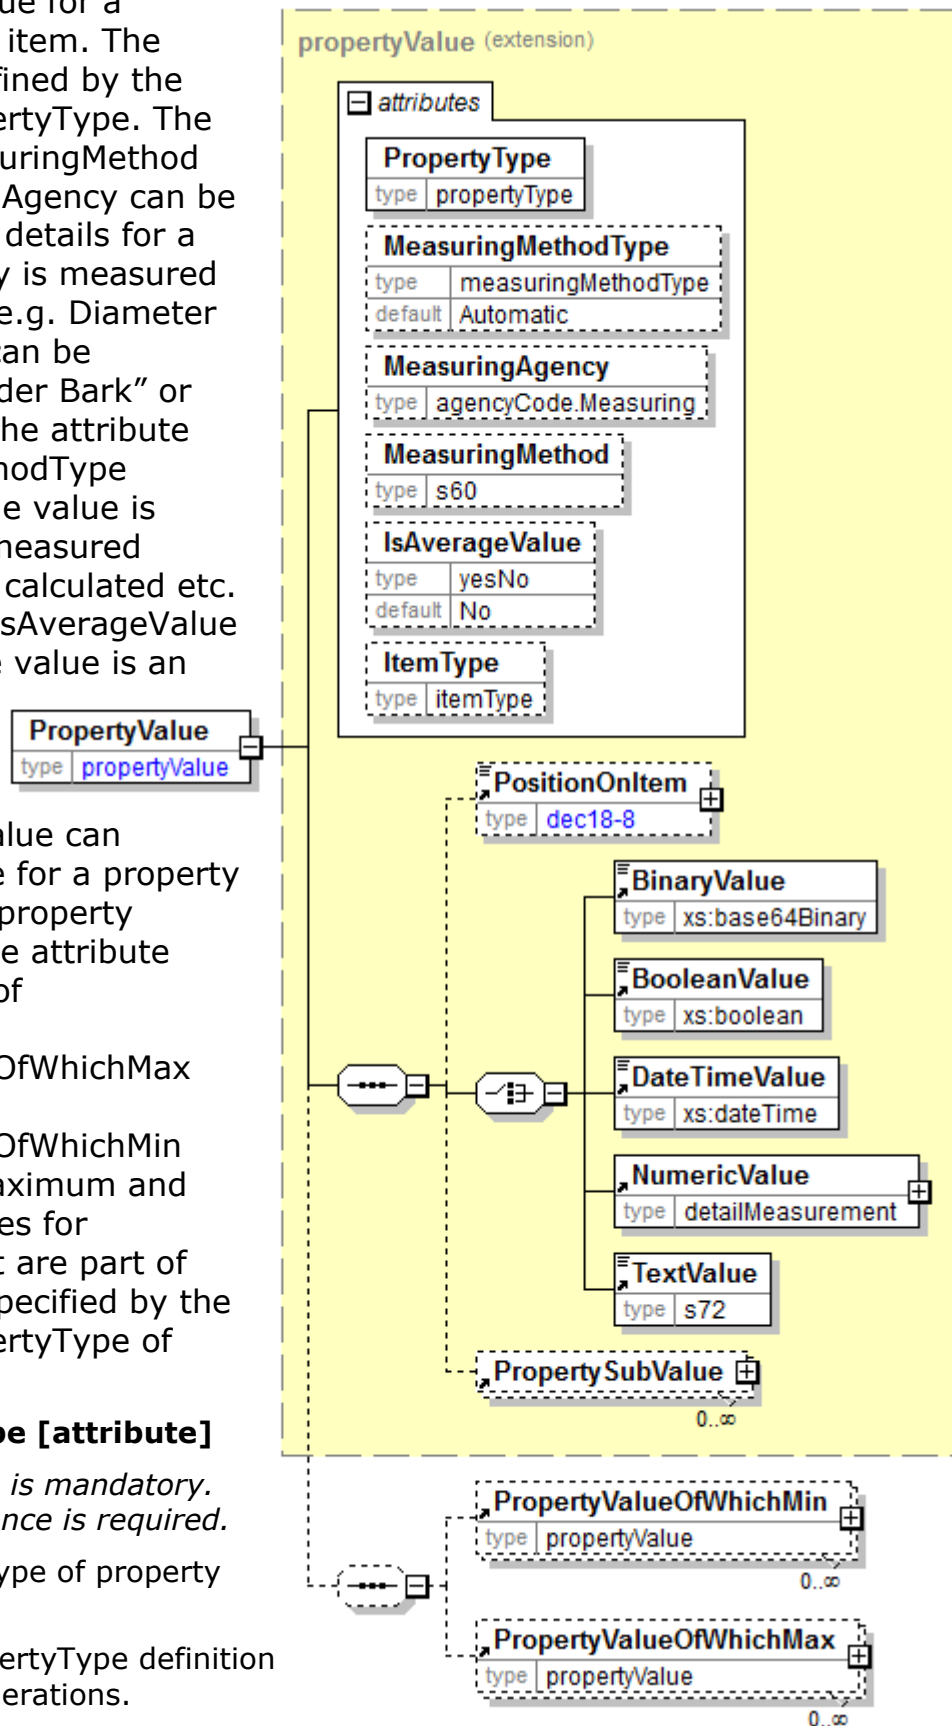 ue for a
item. The
fined by the
ertyType. The
uringMethod
Agency can be
details for a
y is measured
e.g. Diameter
can be
der Bark” or
he attribute
hodType
e value is
neasured
calculated etc.
sAverageValue
e value is an
propertyValue (extension)
attributes
PropertyType
type propertyType
MeasuringMethodType
type measuringMethodType
default Automatic
MeasuringAgency
type agencyCode.Measuring
MeasuringMethod
type s60
IsAverageValue
type yesNo
default No
ItemType
type itemType
PropertyValue
type propertyValue
alue can
e for a property
property
e attribute
of
OfWhichMax
OfWhichMin
aximum and
es for
t are part of
specified by the
ertyType of
PositionOnItem
type dec18-8
BinaryValue
type xs:base64Binary
BooleanValue
type xs:boolean
DateTimeValue
type xs:dateTime
NumericValue
type detailMeasurement
TextValue
type s72
PropertySubValue
0..∞
pe [attribute]
is mandatory.
nce is required.
ype of property
ertyType definition
erations.
PropertyValueOfWhichMin
type propertyValue
0..∞
PropertyValueOfWhichMax
type propertyValue
0..∞